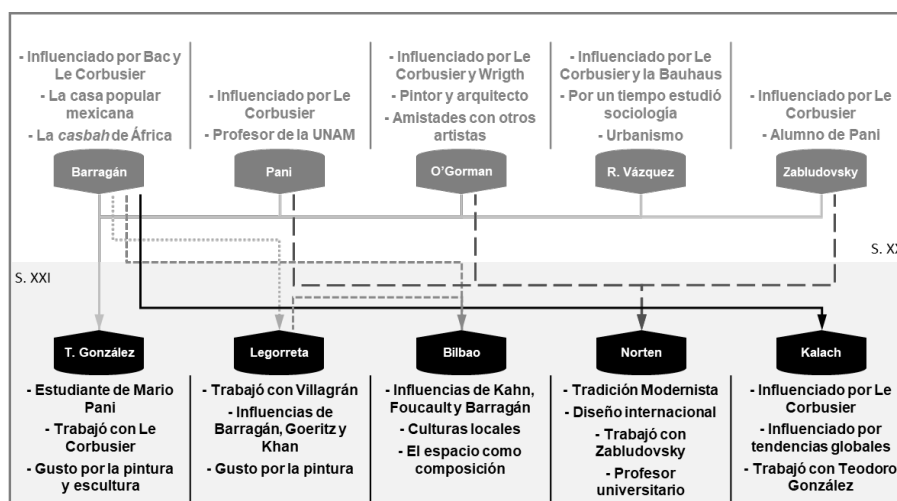 - Influenciado por Bac y
Le Corbusier
- La casa popular
mexicana
- La casbah de África
- Influenciado por Le
Corbusier
- Profesor de la UNAM
- Influenciado por Le
Corbusier y Wrigth
- Pintor y arquitecto
- Amistades con otros
artistas
- Influenciado por Le
Corbusier y la Bauhaus
- Por un tiempo estudió
sociología
- Urbanismo
- Influenciado por Le
Corbusier
- Alumno de Pani
Barragán
Pani
O'Gorman
R. Vázquez
Zabludovsky
S. XX
S. XXI
T. González
Legorreta
Bilbao
Norten
Kalach
- Estudiante de Mario
Pani
- Trabajó con Le
Corbusier
- Gusto por la pintura
y escultura
- Trabajó con Villagrán
- Influencias de
Barragán, Goeritz y
Khan
- Gusto por la pintura
- Influencias de Kahn,
Foucault y Barragán
- Culturas locales
- El espacio como
composición
- Tradición Modernista
- Diseño internacional
- Trabajó con
Zabludovsky
- Profesor
universitario
- Influenciado por Le
Corbusier
- Influenciado por
tendencias globales
- Trabajó con Teodoro
González